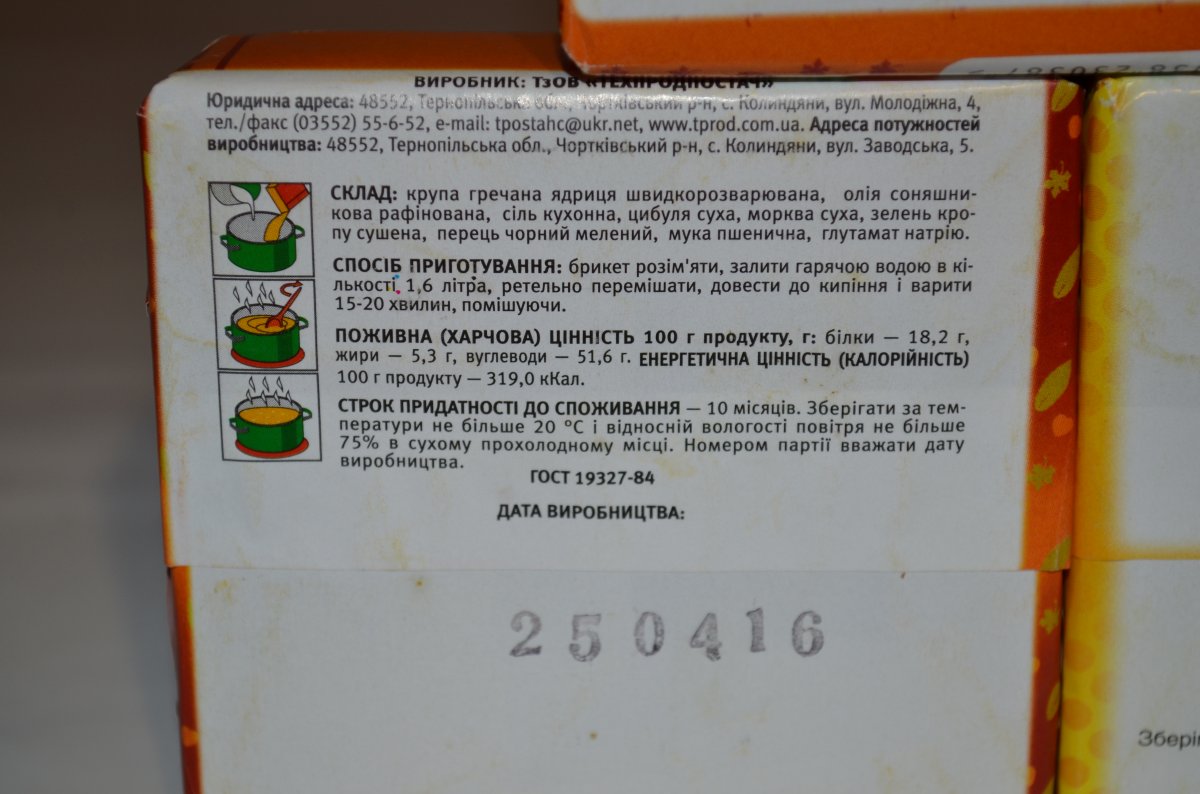 ВИРОБНИК: ТзОВ «ТЕХПРОДПОСТАЧ»
Юридична адреса: 48552, Тернопільська обл., Чортківський р-н, с. Колиндяни, вул. Молодіжна, 4,
тел./факс (03552) 55-6-52, e-mail: tpostahc@ukr.net, www.tprod.com.ua. Адреса потужностей
виробництва: 48552, Тернопільська обл., Чортківський р-н, с. Колиндяни, вул. Заводська, 5.
СКЛАД: крупа гречана ядриця швидкорозварювана, олія соняшни-
кова рафінована, сіль кухонна, цибуля суха, морква суха, зелень кро-
пу сушена, перець чорний мелений, мука пшенична, глутамат натрію.
СПОСІБ ПРИГОТУВАННЯ: брикет розім'яти, залити гарячою водою в кі-
лькості 1,6 літра, ретельно перемішати, довести до кипіння і варити
15-20 хвилин, помішуючи.
ПОЖИВНА (ХАРЧОВА) ЦІННІСТЬ 100 г продукту, г: білки — 18,2 г,
жири — 5,3 г, вуглеводи — 51,6 г. ЕНЕРГЕТИЧНА ЦІННІСТЬ (КАЛОРІЙНІСТЬ)
100 г продукту — 319,0 кКал.
СТРОК ПРИДАТНОСТІ ДО СПОЖИВАННЯ — 10 місяців. Зберігати за тем-
ператури не більше 20 °С і відносній вологості повітря не більше
75% в сухому прохолодному місці. Номером партії вважати дату
виробництва.
ГОСТ 19327-84
ДАТА ВИРОБНИЦТВА:
250416